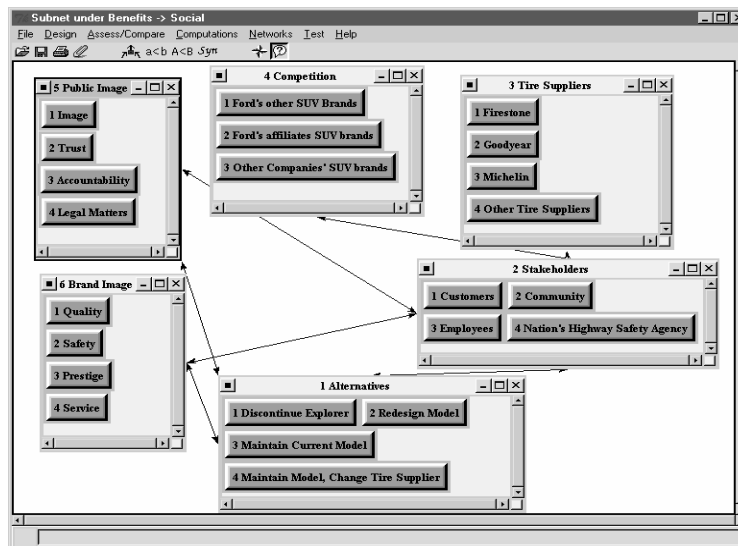 Subnet under Benefits -> Social
File Design Assess/Compare Computations Networks Test Help
a<b A<B Syn
5 Public Image
1 Image
2 Trust
3 Accountability
4 Legal Matters
4 Competition
1 Ford's other SUV Brands
2 Ford's affiliates SUV brands
3 Other Companies' SUV brands
3 Tire Suppliers
1 Firestone
2 Goodyear
3 Michelin
4 Other Tire Suppliers
6 Brand Image
1 Quality
2 Safety
3 Prestige
4 Service
2 Stakeholders
1 Customers 2 Community
3 Employees 4 Nation's Highway Safety Agency
1 Alternatives
1 Discontinue Explorer 2 Redesign Model
3 Maintain Current Model
4 Maintain Model, Change Tire Supplier